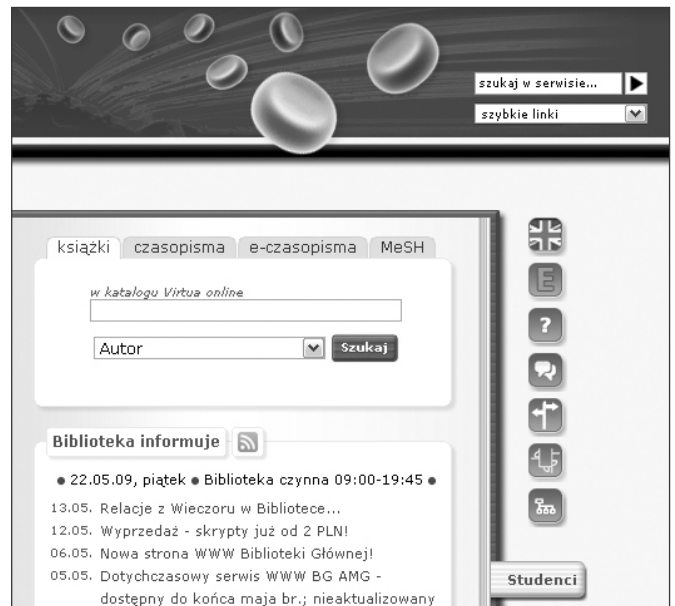 szukaj w serwisie...
szybkie linki
książki czasopisma e-czasopisma MeSH
w katalogu Virtua online
Autor Szukaj
E
?
Biblioteka informuje
• 22.05.09, piątek • Biblioteka czynna 09:00-19:45 •
13.05. Relacje z Wieczoru w Bibliotece...
12.05. Wyprzedaż - skrypty już od 2 PLN!
06.05. Nowa strona WWW Biblioteki Głównej!
05.05. Dotychczasowy serwis WWW BG AMG -
dostępny do końca maja br.; nieaktualizowany
Studenci